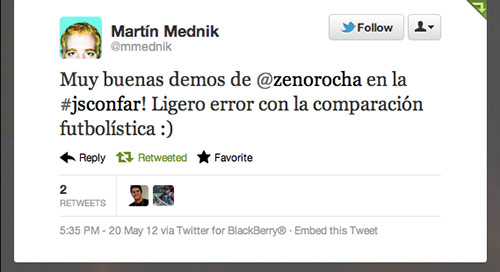 Martín Mednik
@mmednik
Follow
Muy buenas demos de @zenorocha en la
#jsconfar! Ligero error con la comparación
futbolística :)
Reply Retweeted Favorite
2
RETWEETS
5:35 PM - 20 May 12 via Twitter for BlackBerry® · Embed this Tweet